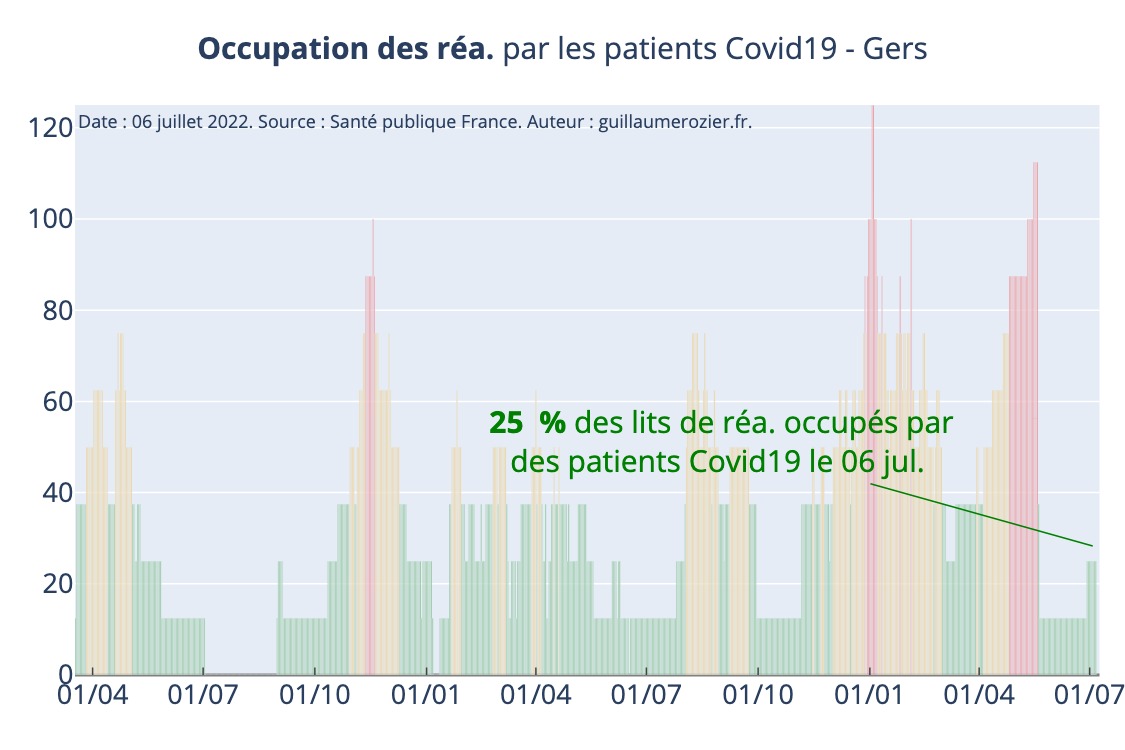 Occupation des réa. par les patients Covid19 - Gers
Date : 06 juillet 2022. Source : Santé publique France. Auteur : guillaumerozier.fr.
120
100
80
60
40
20
0
25 % des lits de réa. occupés par
des patients Covid19 le 06 jul.
01/04 01/07 01/10 01/01 01/04 01/07 01/10 01/01 01/04 01/07